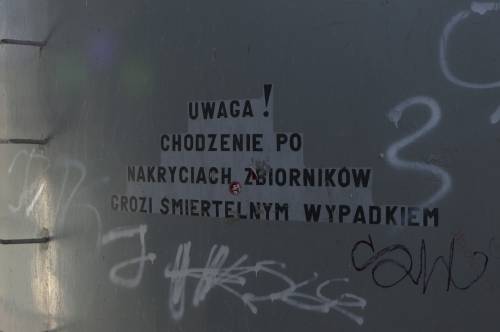 UWAGA!
CHODZENIE PO
NAKRYCIACH ZBIORNIKÓW
GROZI ŚMIERTELNYM WYPADKIEM